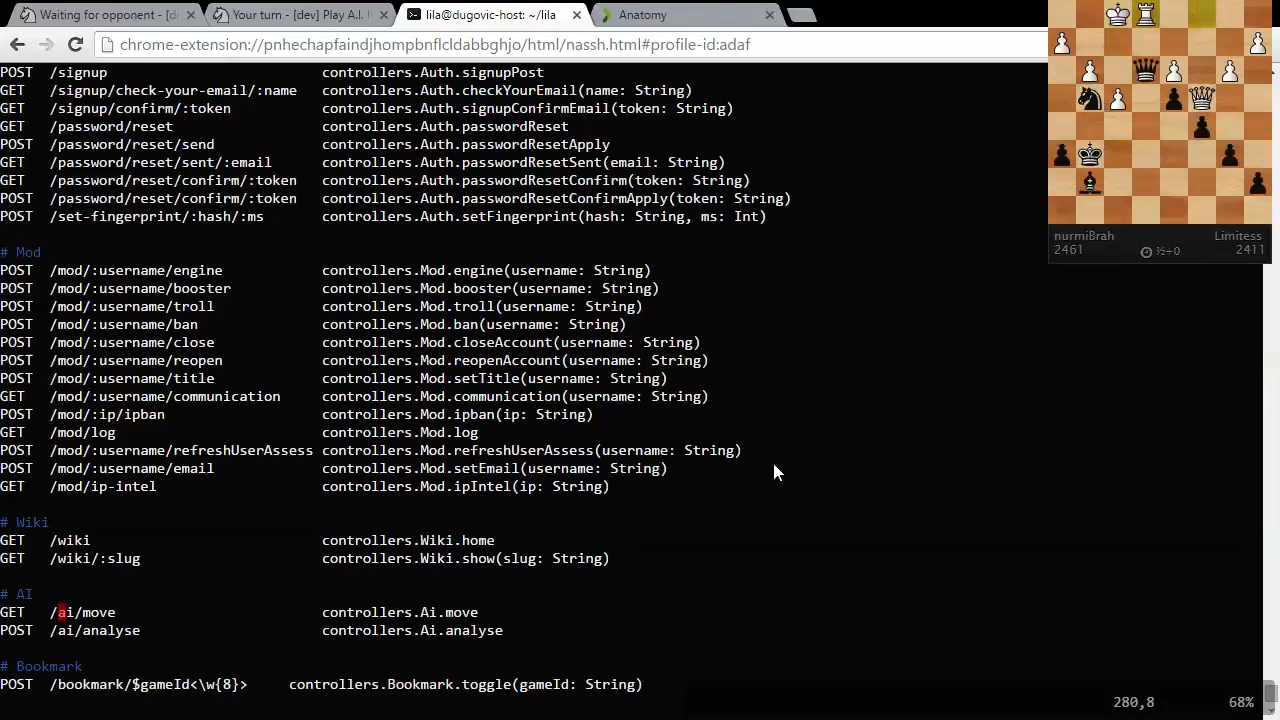 Waiting for opponent - [de
Your turn - [dev] Play A.I.
lila@dugovic-host: ~/lila
Anatomy
chrome-extension://pnhechapfaindjhompbnflcldabbghjo/html/nassh.html#profile-id:adaf
POST /signup controllers.Auth.signupPost
GET /signup/check-your-email/:name controllers.Auth.checkYourEmail(name: String)
GET /signup/confirm/:token controllers.Auth.signupConfirmEmail(token: String)
GET /password/reset controllers.Auth.passwordReset
POST /password/reset/send controllers.Auth.passwordResetApply
GET /password/reset/sent/:email controllers.Auth.passwordResetSent(email: String)
GET /password/reset/confirm/:token controllers.Auth.passwordResetConfirm(token: String)
POST /password/reset/confirm/:token controllers.Auth.passwordResetConfirmApply(token: String)
POST /set-fingerprint/:hash/:ms controllers.Auth.setFingerprint(hash: String, ms: Int)
# Mod
POST /mod/:username/engine controllers.Mod.engine(username: String)
POST /mod/:username/booster controllers.Mod.booster(username: String)
POST /mod/:username/troll controllers.Mod.troll(username: String)
POST /mod/:username/ban controllers.Mod.ban(username: String)
POST /mod/:username/close controllers.Mod.closeAccount(username: String)
POST /mod/:username/reopen controllers.Mod.reopenAccount(username: String)
POST /mod/:username/title controllers.Mod.setTitle(username: String)
GET /mod/:username/communication controllers.Mod.communication(username: String)
POST /mod/:ip/ipban controllers.Mod.ipban(ip: String)
GET /mod/log controllers.Mod.log
POST /mod/:username/refreshUserAssess controllers.Mod.refreshUserAssess(username: String)
POST /mod/:username/email controllers.Mod.setEmail(username: String)
GET /mod/ip-intel controllers.Mod.ipIntel(ip: String)
# Wiki
GET /wiki controllers.Wiki.home
GET /wiki/:slug controllers.Wiki.show(slug: String)
# AI
GET /ai/move controllers.Ai.move
POST /ai/analyse controllers.Ai.analyse
# Bookmark
POST /bookmark/$gameId<\w{8}> controllers.Bookmark.toggle(gameId: String)
280,8 68%
nurmiBrah Limitess
2461 ½+0 2411